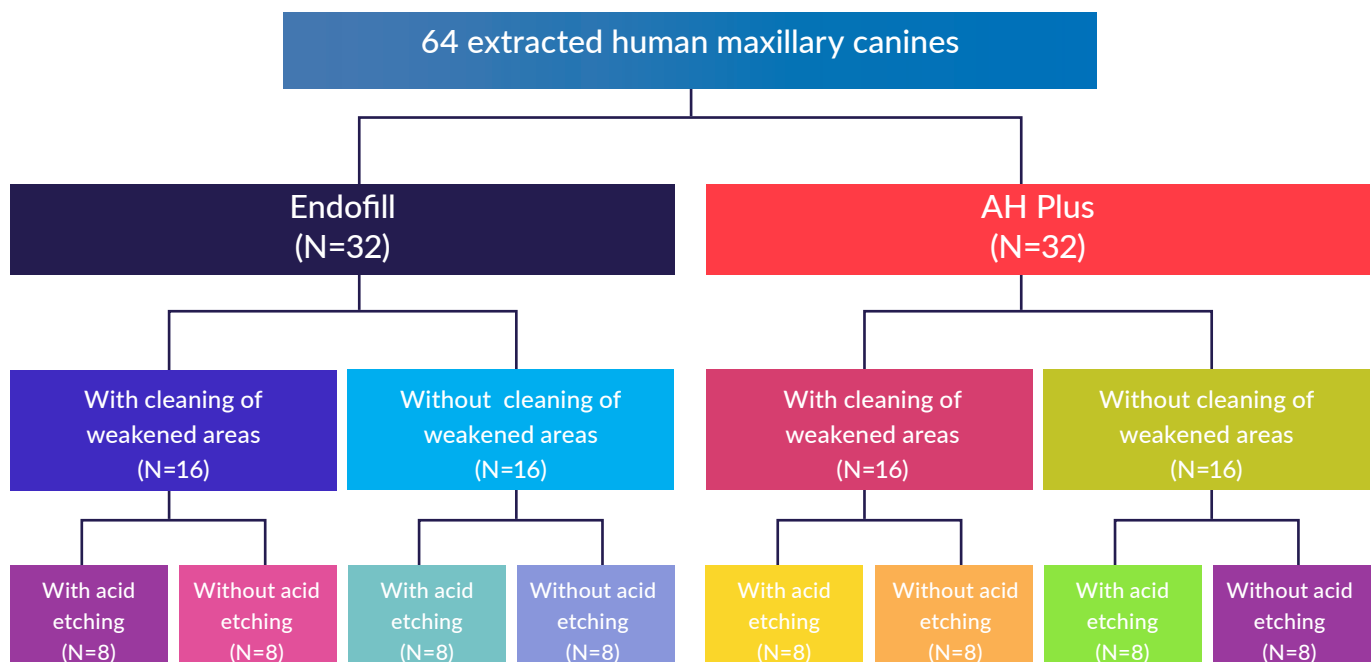 64 extracted human maxillary canines
Endofill
(N=32)
AH Plus
(N=32)
With cleaning of
weakened areas
(N=16)
Without  cleaning of
weakened areas
(N=16)
With cleaning of
weakened areas
(N=16)
Without cleaning of
weakened areas
(N=16)
With acid
etching
(N=8)
Without acid
etching
(N=8)
With acid
etching
(N=8)
Without acid
etching
(N=8)
With acid
etching
(N=8)
Without acid
etching
(N=8)
With acid
etching
(N=8)
Without acid
etching
(N=8)